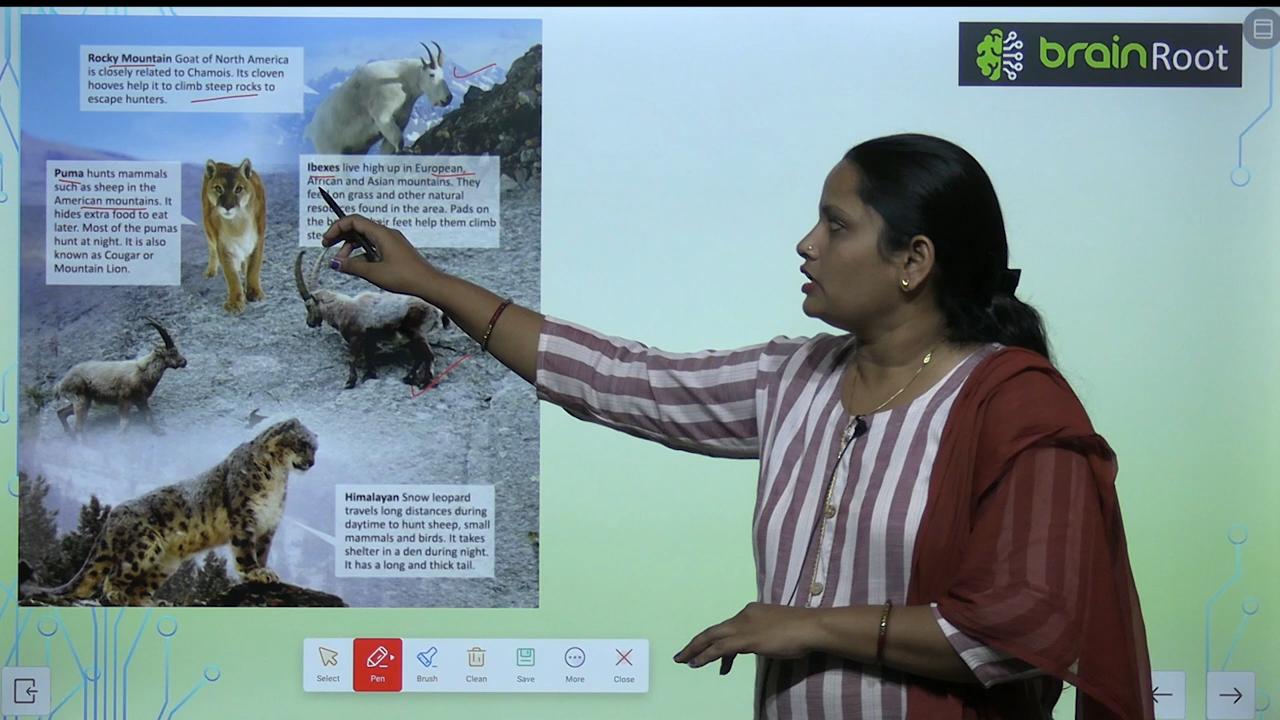 Rocky Mountain Goat of North America
is closely related to Chamois. Its cloven
hooves help it to climb steep rocks to
escape hunters.
Puma hunts mammals
such as sheep in the
American mountains. It
hides extra food to eat
later. Most of the pumas
hunt at night. It is also
known as Cougar or
Mountain Lion.
Ibexes live high up in European,
African and Asian mountains. They
on grass and other natural
found in the area. Pads on
the feet help them climb
Himalayan Snow leopard
travels long distances during
daytime to hunt sheep, small
mammals and birds. It takes
shelter in a den during night.
It has a long and thick tail.
brainRoot
Select
Pen
Brush
Clean
Save
More
Close